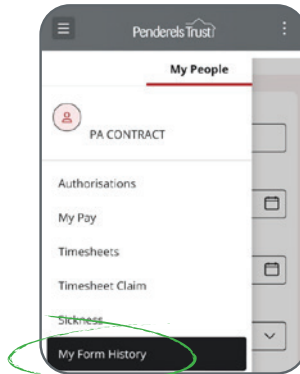 Penderels Trust
My People
PA CONTRACT
Authorisations
My Pay
Timesheets
Timesheet Claim
Sickness
My Form History